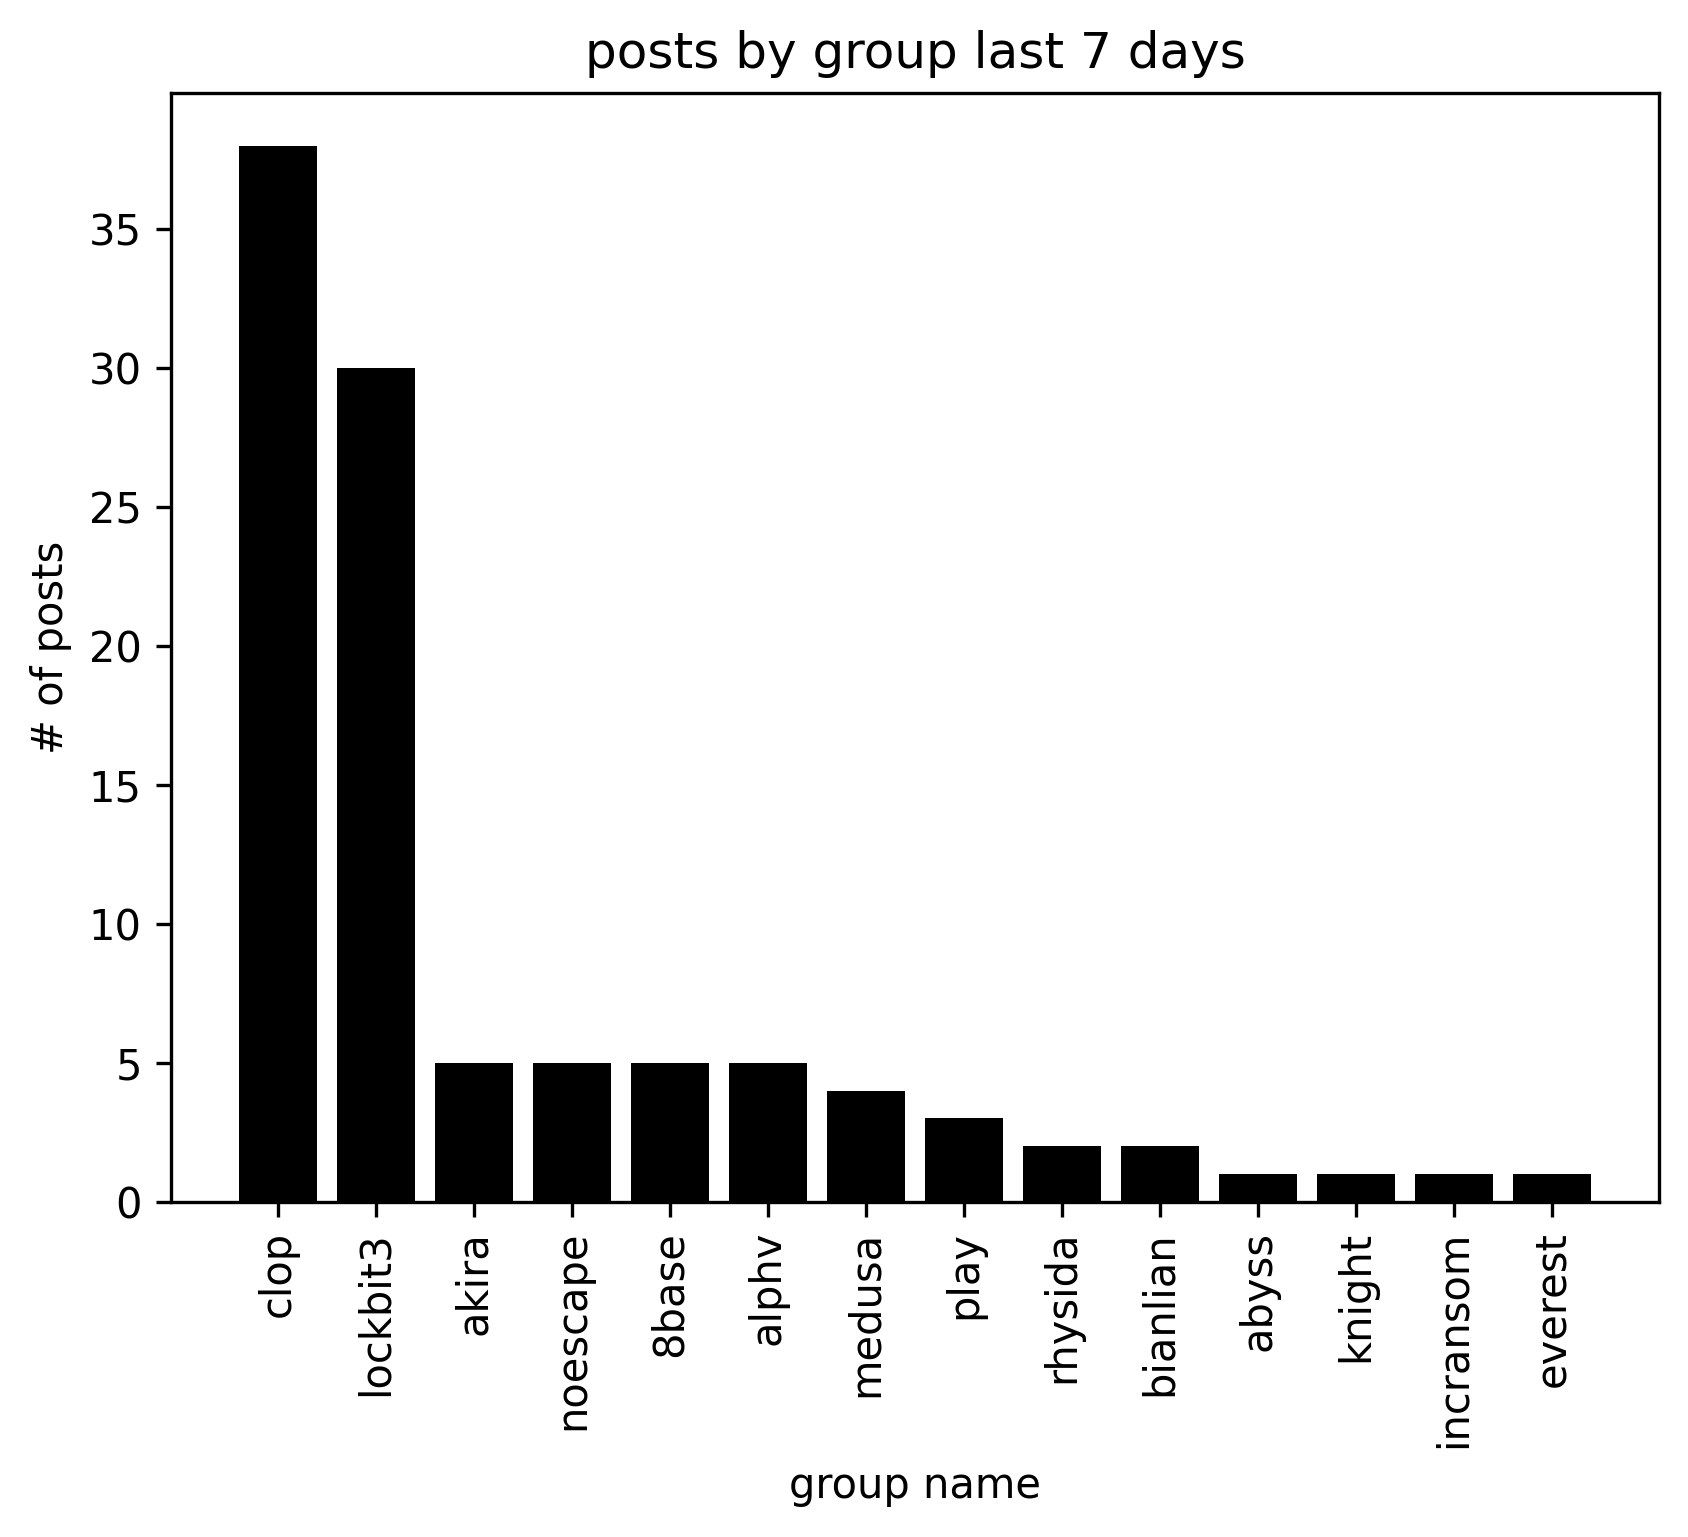 posts by group last 7 days
# of posts
35
30
25
20
15
10
5
0
clop
lockbit3
akira
noescape
8base
alphv
medusa
play
rhysida
bianlian
abyss
knight
incransom
everest
group name